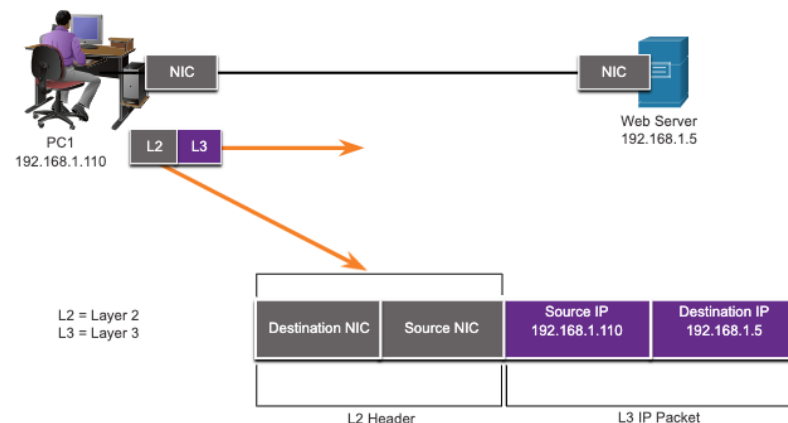 NIC
NIC
Web Server
192.168.1.5
PC1
192.168.1.110
L2
L3
L2 = Layer 2
L3 = Layer 3
Destination NIC
Source NIC
Source IP
192.168.1.110
Destination IP
192.168.1.5
L2 Header
L3 IP Packet